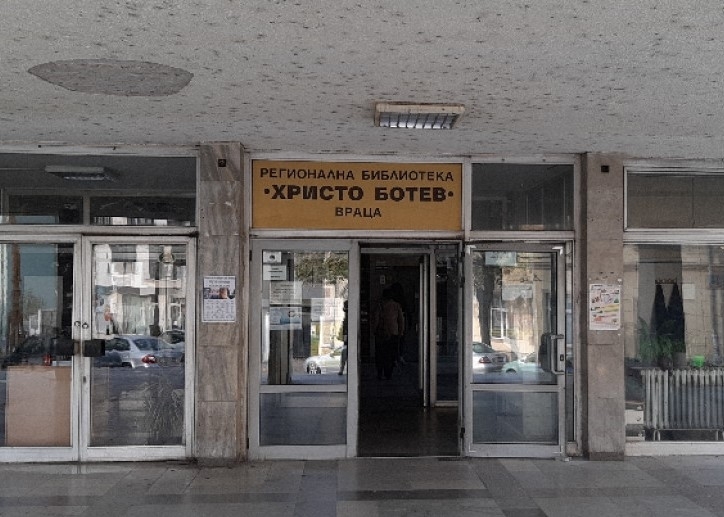 РЕГИОНАЛНА БИБЛИОТЕКА
•ХРИСТО БОТЕВ•
ВРАЦА